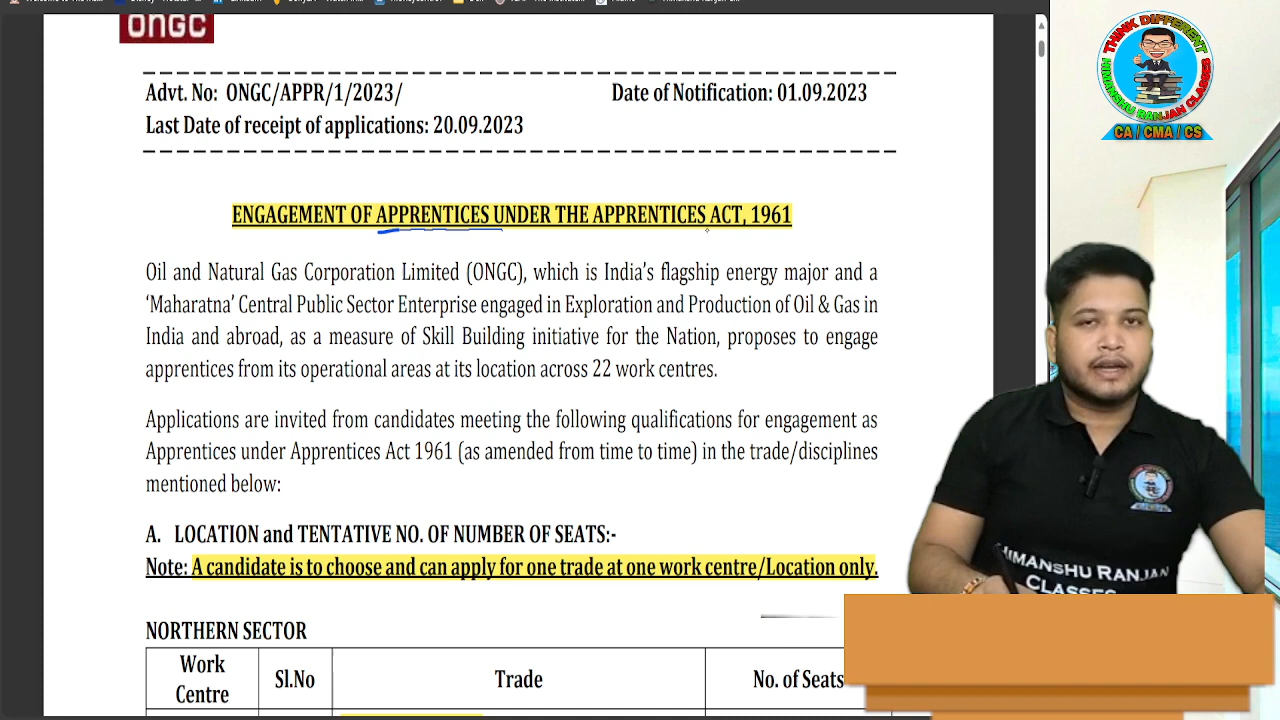 ONGC
Advt. No: ONGC/APPR/1/2023/ Date of Notification: 01.09.2023
Last Date of receipt of applications: 20.09.2023
ENGAGEMENT OF APPRENTICES UNDER THE APPRENTICES ACT, 1961
Oil and Natural Gas Corporation Limited (ONGC), which is India’s flagship energy major and a
‘Maharatna’ Central Public Sector Enterprise engaged in Exploration and Production of Oil & Gas in
India and abroad, as a measure of Skill Building initiative for the Nation, proposes to engage
apprentices from its operational areas at its location across 22 work centres.
Applications are invited from candidates meeting the following qualifications for engagement as
Apprentices under Apprentices Act 1961 (as amended from time to time) in the trade/disciplines
mentioned below:
A. LOCATION and TENTATIVE NO. OF NUMBER OF SEATS:-
Note: A candidate is to choose and can apply for one trade at one work centre/Location only.
NORTHERN SECTOR
Work Centre Sl.No Trade No. of Seats
THINK DIFFERENT
HIMANSHU RANJAN CLASSES
CA / CMA / CS
HIMANSHU RANJAN
CLASSES